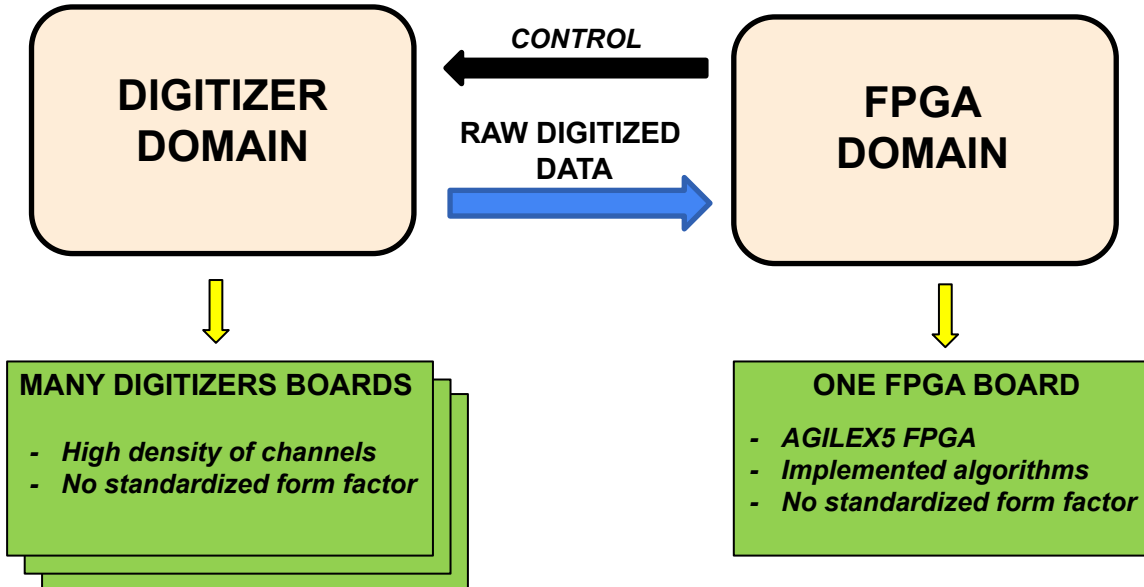 DIGITIZER
DOMAIN
CONTROL
RAW DIGITIZED
DATA
FPGA
DOMAIN
MANY DIGITIZERS BOARDS
- High density of channels
- No standardized form factor
ONE FPGA BOARD
- AGILEX5 FPGA
- Implemented algorithms
- No standardized form factor